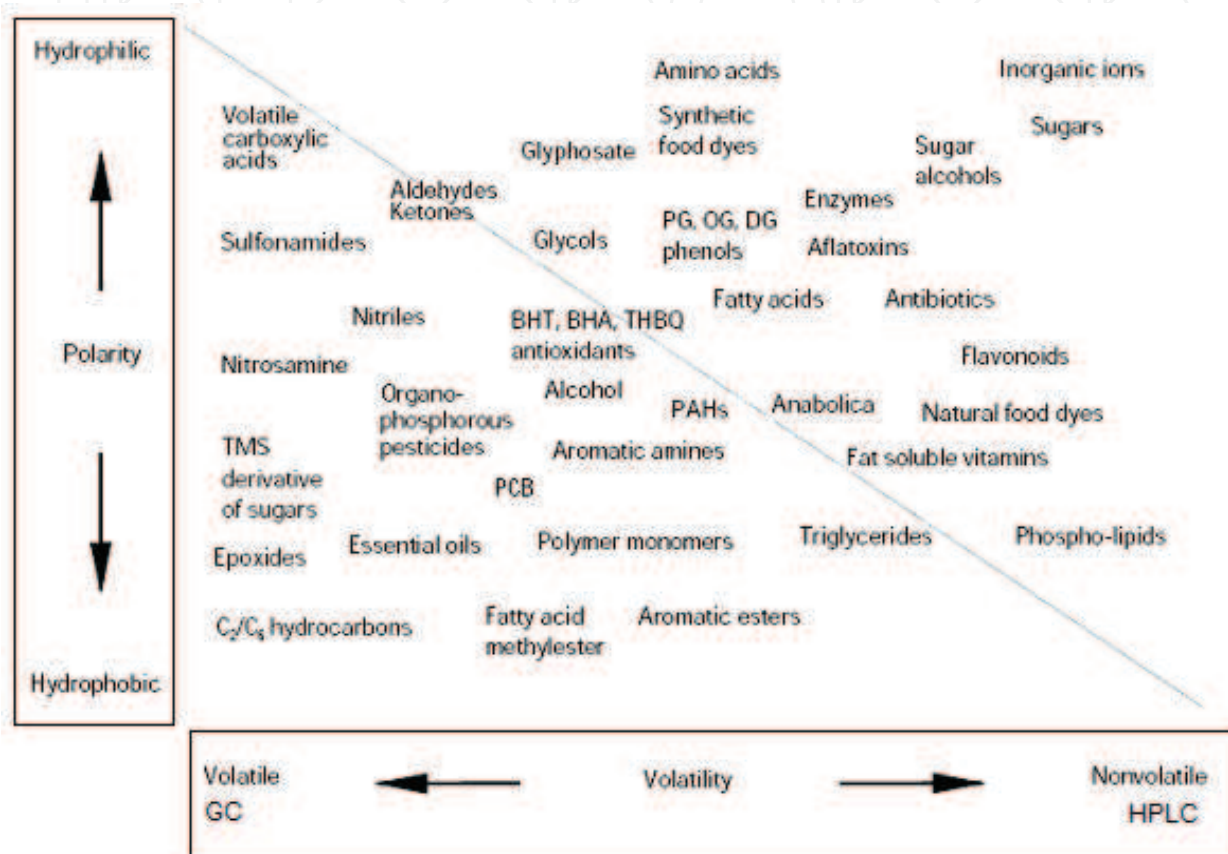 Hydrophilic
Polarity
Hydrophobic
Amino acids
Inorganic ions
Volatile
carboxylic
acids
Synthetic
food dyes
Sugars
Glyphosate
Sugar
alcohols
Aldehydes
Ketones
Enzymes
Sulfonamides
Glycols
PG, OG, DG
phenols
Aflatoxins
Fatty acids
Antibiotics
Nitriles
BHT, BHA, THBQ
antioxidants
Flavonoids
Nitrosamine
Organo-
phosphorous
pesticides
Alcohol
PAHs
Anabolica
Natural food dyes
TMS
derivative
of sugars
Aromatic amines
Fat soluble vitamins
PCB
Epoxides
Essential oils
Polymer monomers
Triglycerides
Phospho-lipids
C₂/C₆ hydrocarbons
Fatty acid
methylester
Aromatic esters
Volatile
GC
Volatility
Nonvolatile
HPLC